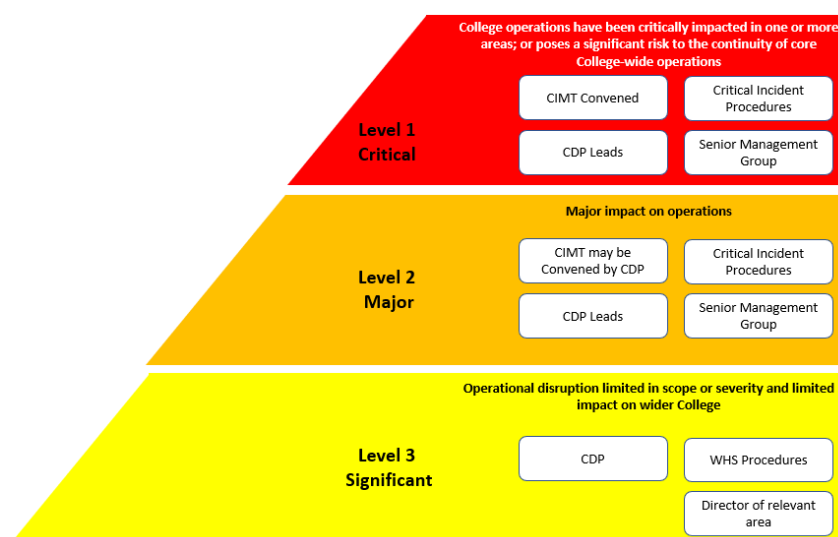 College operations have been critically impacted in one or more
areas; or poses a significant risk to the continuity of core
College-wide operations
CIMT Convened
Critical Incident
Procedures
Level 1
Critical
CDP Leads
Senior Management
Group
Major impact on operations
CIMT may be
Convened by CDP
Critical Incident
Procedures
Level 2
Major
CDP Leads
Senior Management
Group
Operational disruption limited in scope or severity and limited
impact on wider College
Level 3
Significant
CDP
WHS Procedures
Director of relevant
area